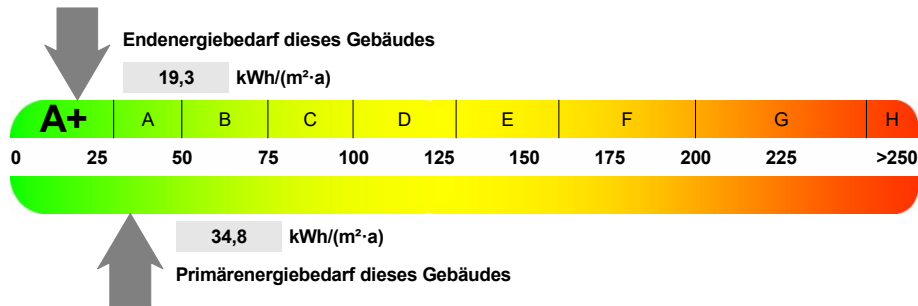 Endenergiebedarf dieses Gebäudes
19,3 kWh/(m²·a)
A+ A B C D E F G H
0 25 50 75 100 125 150 175 200 225 >250
34,8 kWh/(m²·a)
Primärenergiebedarf dieses Gebäudes